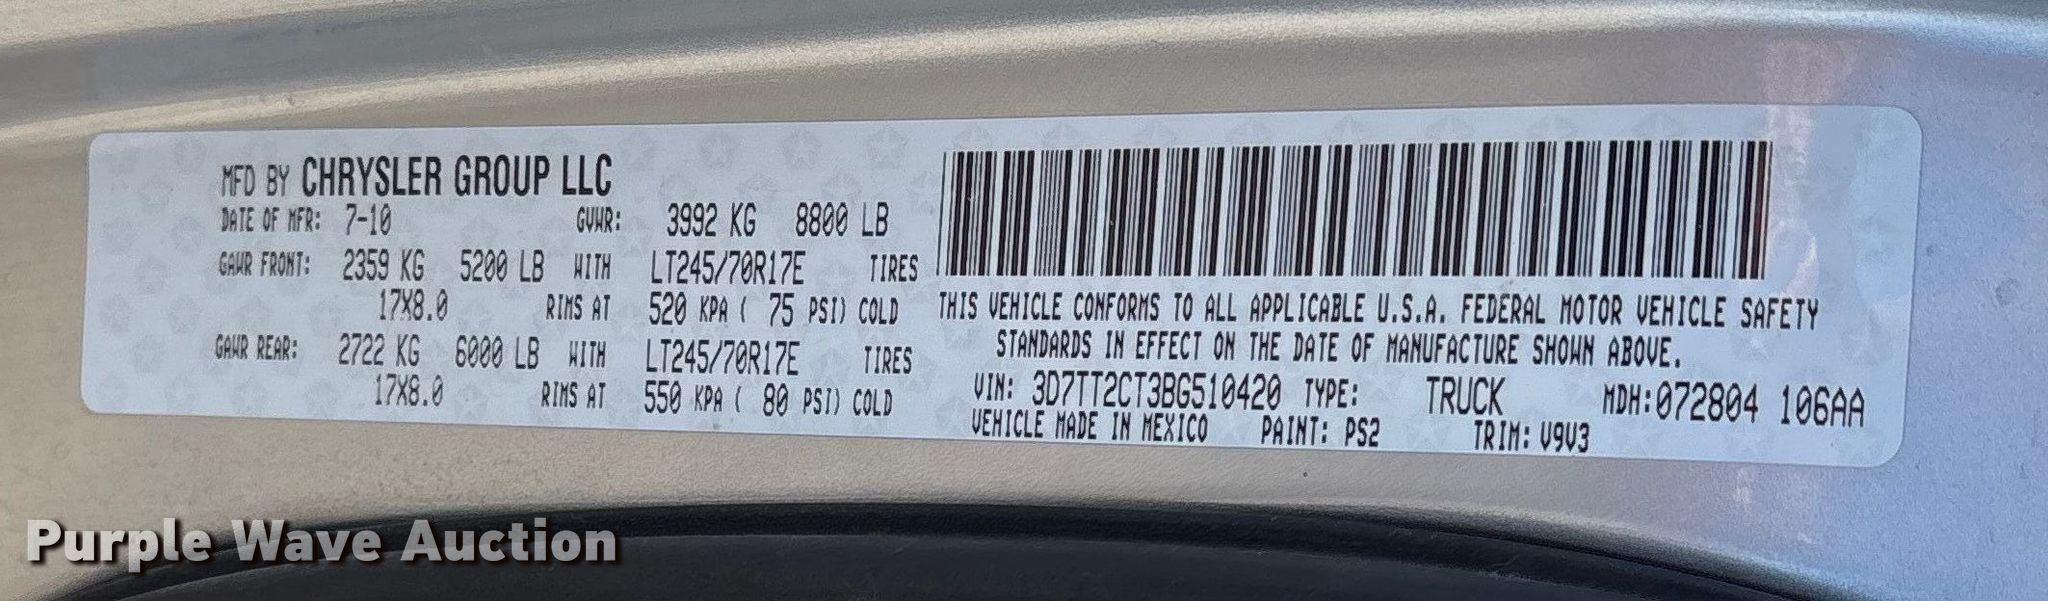 MFD BY CHRYSLER GROUP LLC
DATE OF MFR: 7-10 GVWR: 3992 KG 8800 LB
GAWR FRONT: 2359 KG 5200 LB WITH LT245/70R17E TIRES
17X8.0 RIMS AT 520 KPA ( 75 PSI) COLD
GAWR REAR: 2722 KG 6000 LB WITH LT245/70R17E TIRES
17X8.0 RIMS AT 550 KPA ( 80 PSI) COLD
THIS VEHICLE CONFORMS TO ALL APPLICABLE U.S.A. FEDERAL MOTOR VEHICLE SAFETY
STANDARDS IN EFFECT ON THE DATE OF MANUFACTURE SHOWN ABOVE.
VIN: 3D7TT2CT3BG510420 TYPE: TRUCK MDH:072804 106AA
VEHICLE MADE IN MEXICO PAINT: PS2 TRIM: V9V3
Purple Wave Auction